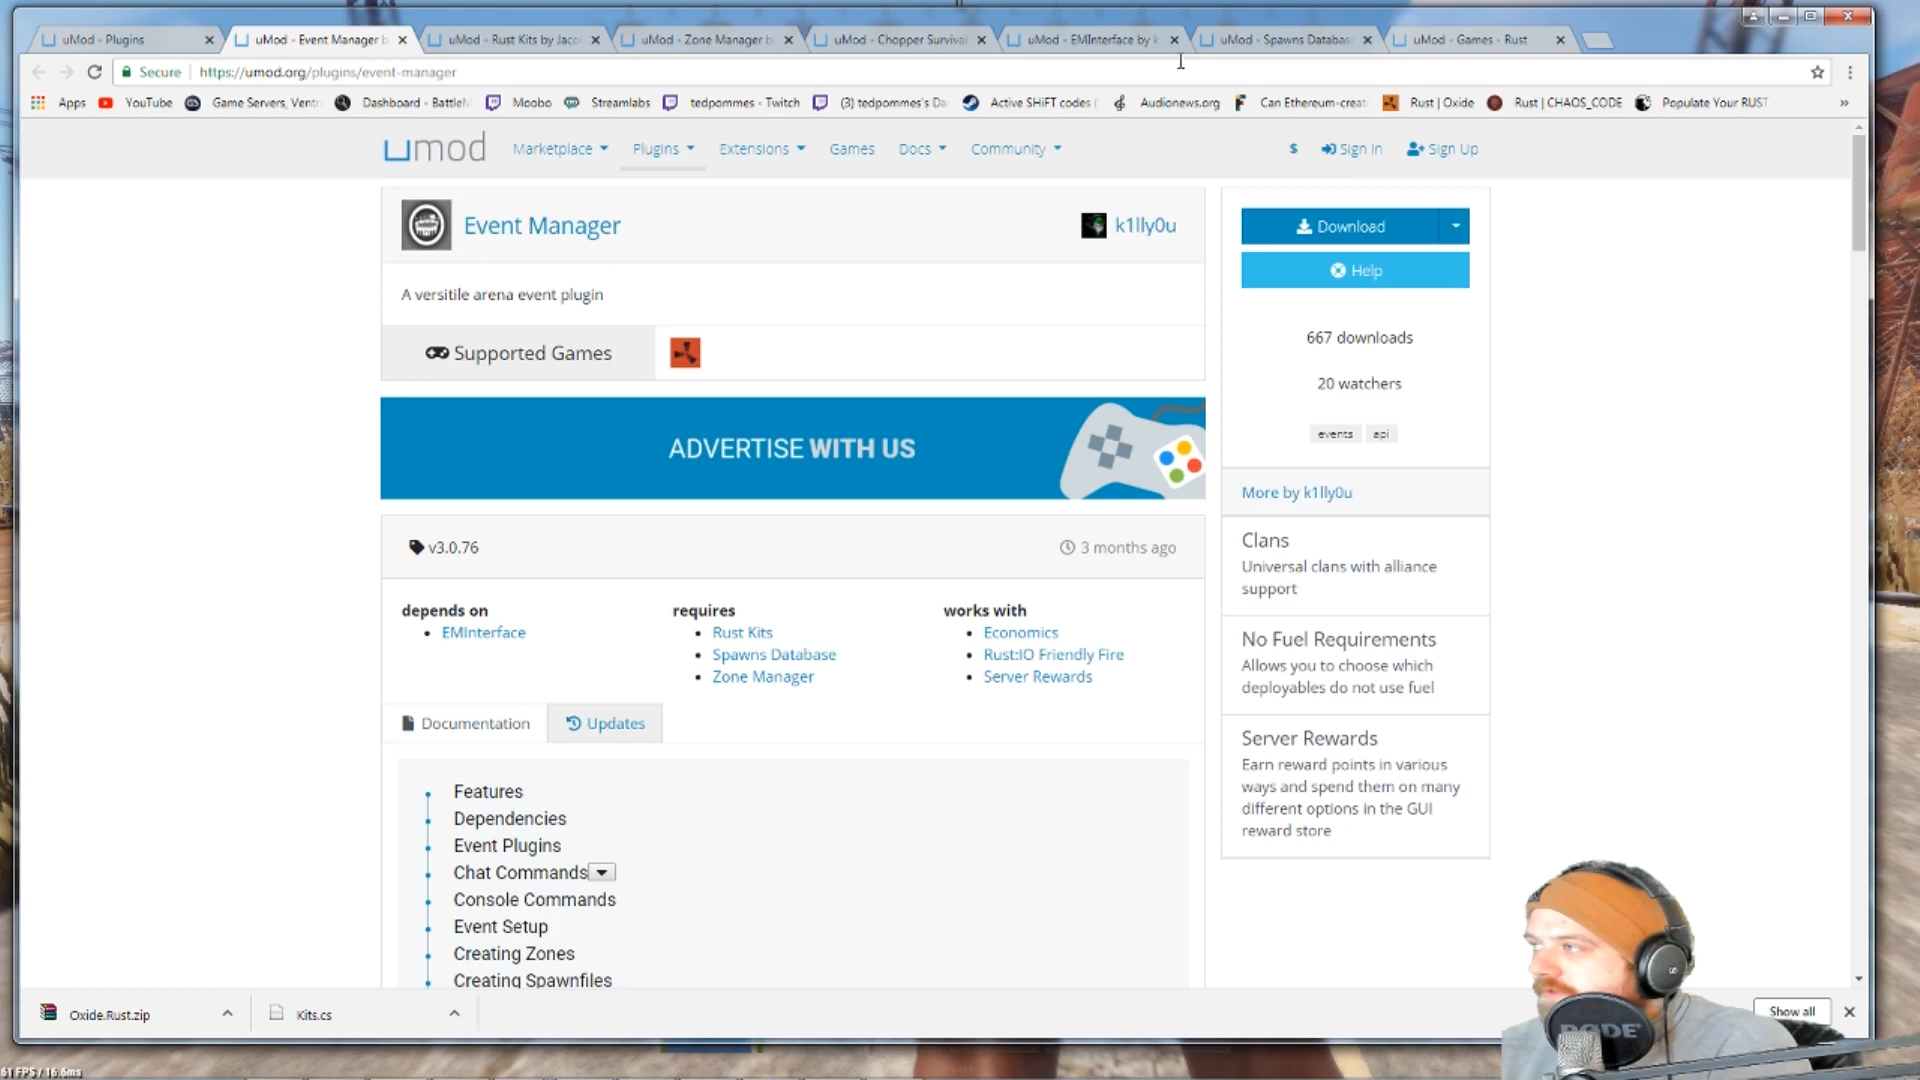 uMod - Plugins
uMod - Event Manager b
uMod - Rust Kits by Jaco
uMod - Zone Manager b
uMod - Chopper Survival
uMod - EMInterface by k
uMod - Spawns Databas
uMod - Games - Rust
Secure
https://umod.org/plugins/event-manager
Apps
YouTube
Game Servers, Ventr
Dashboard - BattleM
Moobo
Streamlabs
tedpommes - Twitch
(3) tedpommes's Da
Active SHiFT codes (
Audionews.org
Can Ethereum-creat
Rust | Oxide
Rust | CHAOS_CODE
Populate Your RUST
»
umod
Marketplace
Plugins
Extensions
Games
Docs
Community
$
Sign In
Sign Up
Event Manager
k1lly0u
A versitile arena event plugin
Supported Games
ADVERTISE WITH US
v3.0.76
3 months ago
depends on
EMInterface
requires
Rust Kits
Spawns Database
Zone Manager
works with
Economics
Rust:IO Friendly Fire
Server Rewards
Documentation
Updates
Features
Dependencies
Event Plugins
Chat Commands
Console Commands
Event Setup
Creating Zones
Creating Spawnfiles
Download
Help
667 downloads
20 watchers
events
api
More by k1lly0u
Clans
Universal clans with alliance
support
No Fuel Requirements
Allows you to choose which
deployables do not use fuel
Server Rewards
Earn reward points in various
ways and spend them on many
different options in the GUI
reward store
Oxide.Rust.zip
Kits.cs
Show all
RODE
61 FPS / 16.6ms